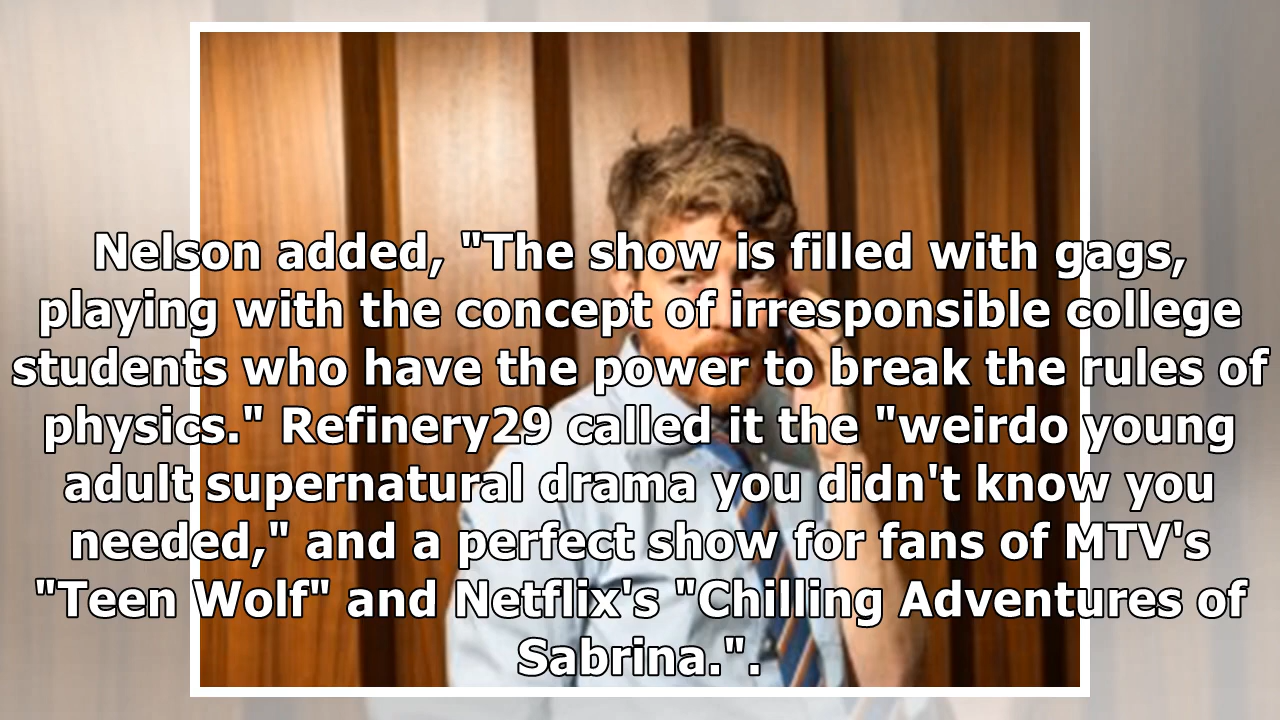 Nelson added, "The show is filled with gags,
playing with the concept of irresponsible college
students who have the power to break the rules of
physics." Refinery29 called it the "weirdo young
adult supernatural drama you didn't know you
needed," and a perfect show for fans of MTV's
"Teen Wolf" and Netflix's "Chilling Adventures of
Sabrina.".